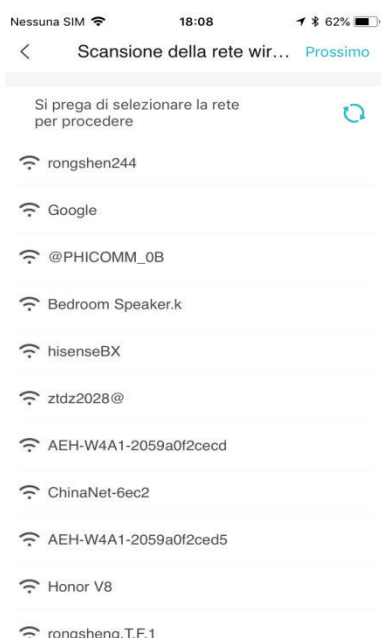 Nessuna SIM 18:08 62%
Scansione della rete wir... Prossimo
Si prega di selezionare la rete
per procedere
rongshen244
Google
@PHICOMM_0B
Bedroom Speaker.k
hisenseBX
ztdz2028@
AEH-W4A1-2059a0f2cecd
ChinaNet-6ec2
AEH-W4A1-2059a0f2ced5
Honor V8
rongsheng.T.F.1